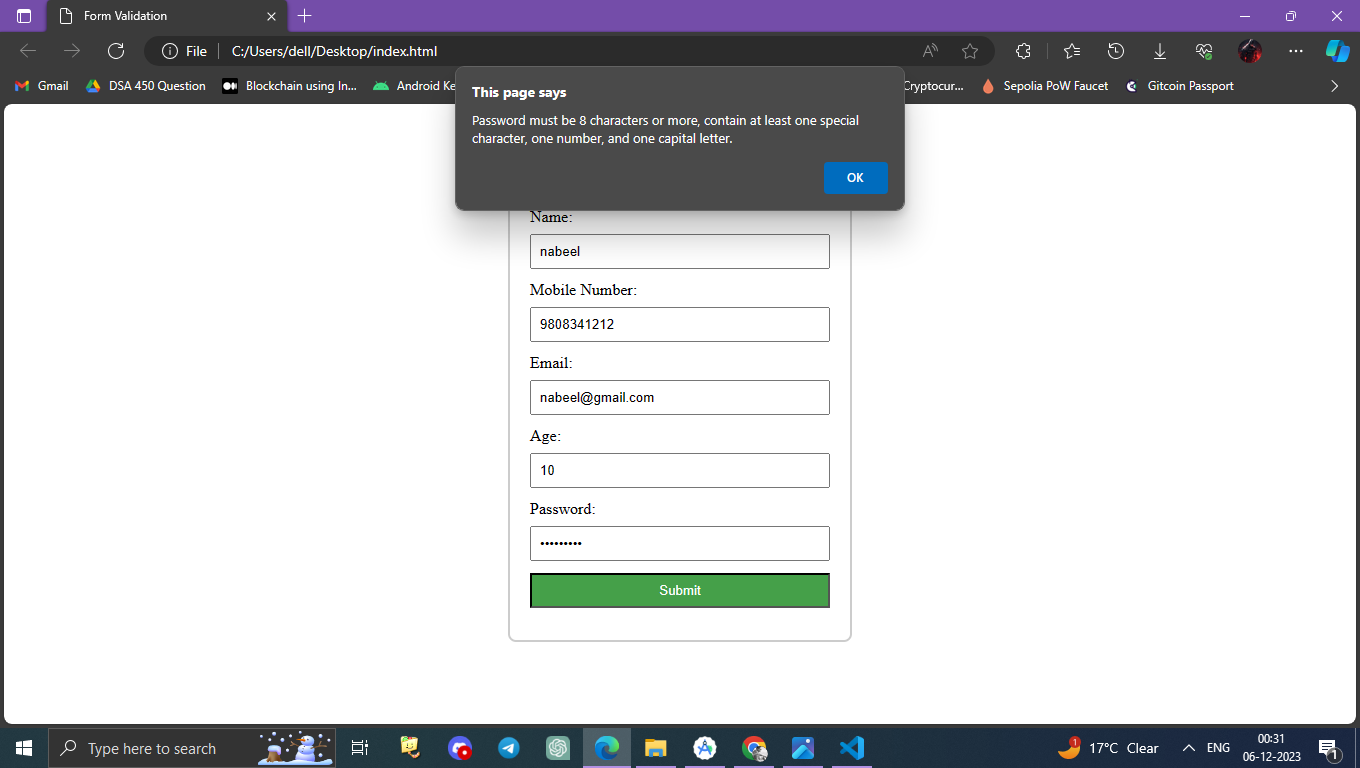 Form Validation
File
C:/Users/dell/Desktop/index.html
Gmail
DSA 450 Question
Blockchain using In...
Android Ke
Cryptocur...
Sepolia PoW Faucet
Gitcoin Passport
This page says
Password must be 8 characters or more, contain at least one special
character, one number, and one capital letter.
OK
Name:
nabeel
Mobile Number:
9808341212
Email:
nabeel@gmail.com
Age:
10
Password:
•••••••••
Submit
Type here to search
1
17°C Clear
ENG
00:31
06-12-2023
1